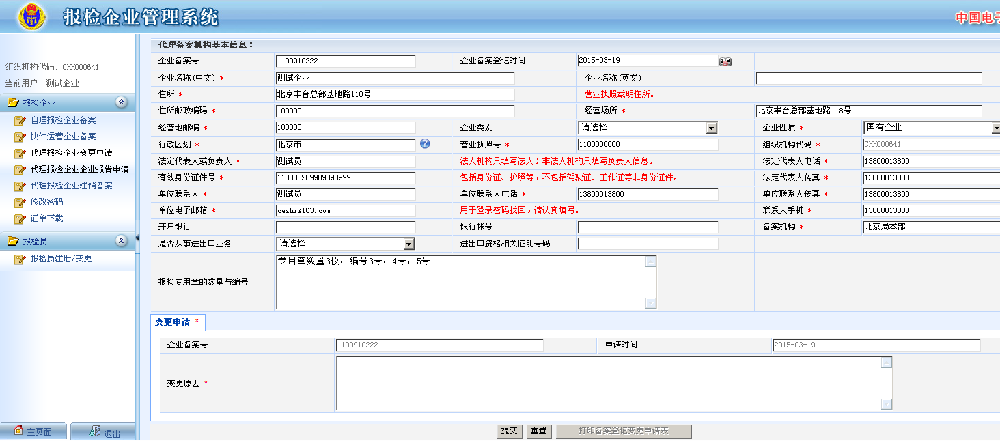 报检企业管理系统
中国电子
组织机构代码: CHH000641
当前用户: 测试企业
报检企业
自理报检企业备案
快件运营企业备案
代理报检企业变更申请
代理报检企业企业报告申请
代理报检企业注销备案
修改密码
证单下载
报检员
报检员注册/变更
主页面 退出
代理备案机构基本信息：
企业备案号 1100910222 企业备案登记时间 2015-03-19
企业名称(中文) * 测试企业 企业名称(英文)
住所 * 北京丰台总部基地路118号 营业执照载明住所。
住所邮政编码 * 100000 经营场所 * 北京丰台总部基地路118号
经营地邮编 * 100000 企业类别 请选择 企业性质 * 国有企业
行政区划 * 北京市 营业执照号 * 1100000000 组织机构代码 * CHH000641
法定代表人或负责人 * 测试员 法人机构只填写法人；非法人机构只填写负责人信息。 法定代表人电话 * 13800013800
有效身份证件号 * 110000209909090999 包括身份证、护照等，不包括驾驶证、工作证等非身份证件。 法定代表人传真 * 13800013800
单位联系人 * 测试员 单位联系人电话 * 13800013800 单位联系人传真 * 13800013800
单位电子邮箱 * ceshi@163.com 用于登录密码找回，请认真填写。 联系人手机 * 13800013800
开户银行 银行帐号 备案机构 * 北京局本部
是否从事进出口业务 请选择 进出口资格相关证明号码
报检专用章的数量与编号 专用章数量3枚，编号3号，4号，5号
变更申请 *
企业备案号 1100910222 申请时间 2015-03-19
变更原因 *
提交 重置 打印备案登记变更申请表